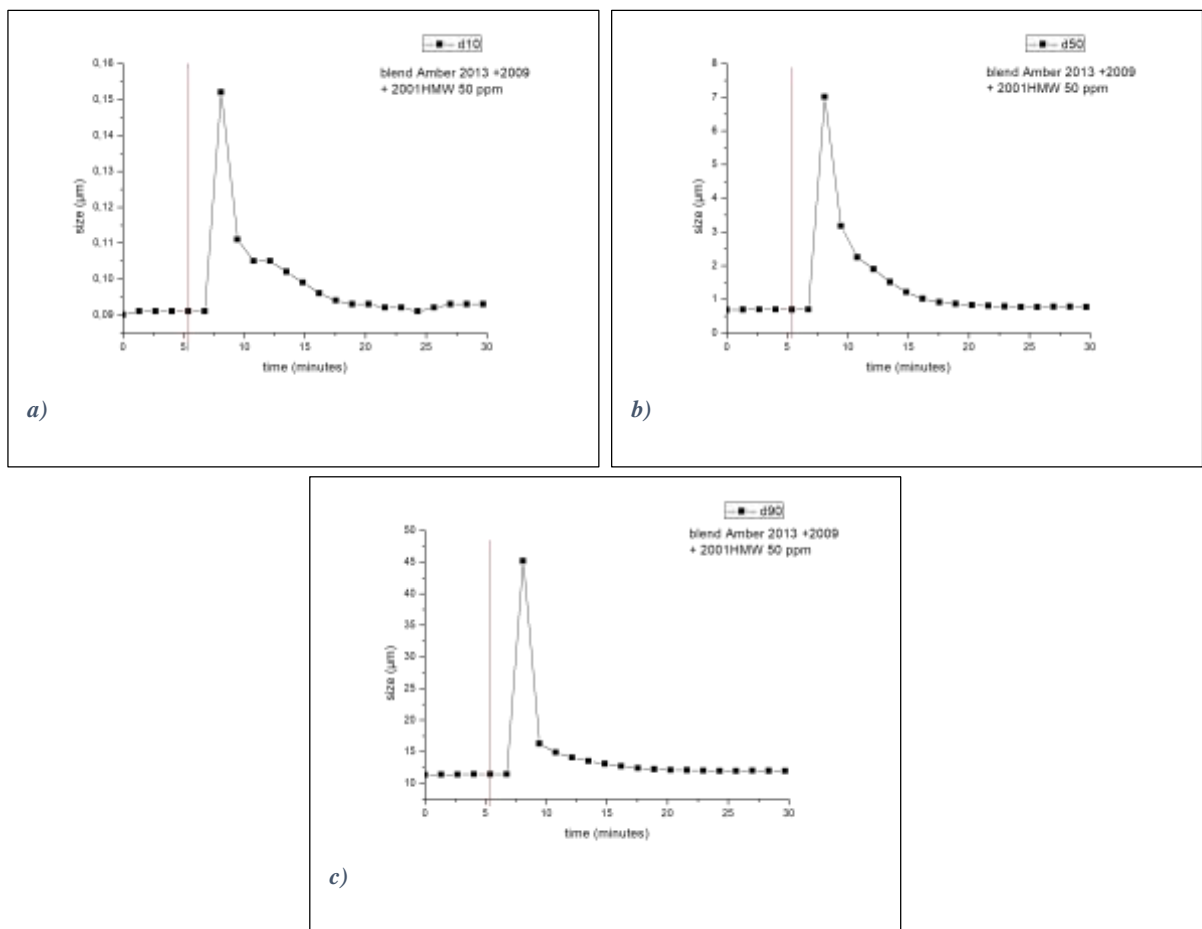 d10
blend Amber 2013 +2009
+ 2001HMW 50 ppm
0,16
0,15
0,14
0,13
0,12
0,11
0,10
0,09
size (µm)
0 5 10 15 20 25 30
time (minutes)
a)
d50
blend Amber 2013 +2009
+ 2001HMW 50 ppm
8
7
6
5
4
3
2
1
0
size (µm)
0 5 10 15 20 25 30
time (minutes)
b)
d90
blend Amber 2013 +2009
+ 2001HMW 50 ppm
50
45
40
35
30
25
20
15
10
size (µm)
0 5 10 15 20 25 30
time (minutes)
c)